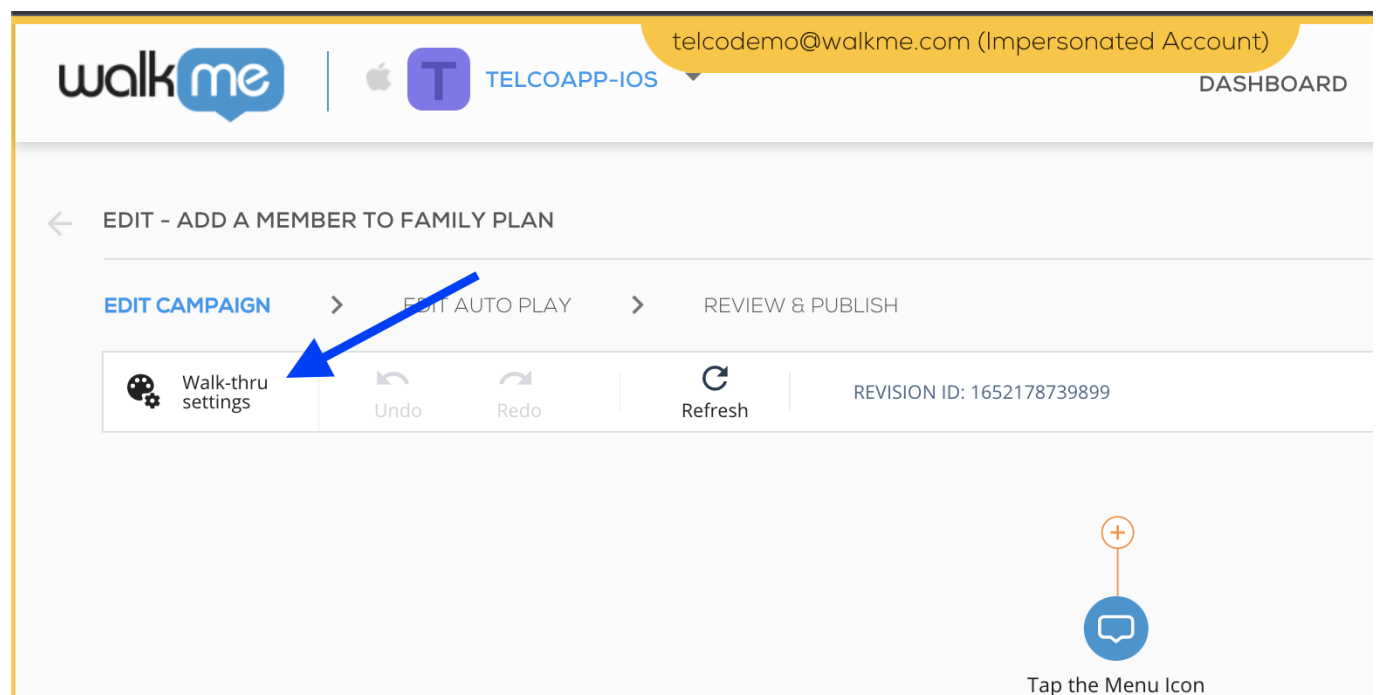 telcodemo@walkme.com (Impersonated Account)
walkme
T TELCOAPP-IOS
DASHBOARD
EDIT - ADD A MEMBER TO FAMILY PLAN
EDIT CAMPAIGN > EDIT AUTO PLAY > REVIEW & PUBLISH
Walk-thru
settings
Undo
Redo
Refresh
REVISION ID: 1652178739899
Tap the Menu Icon